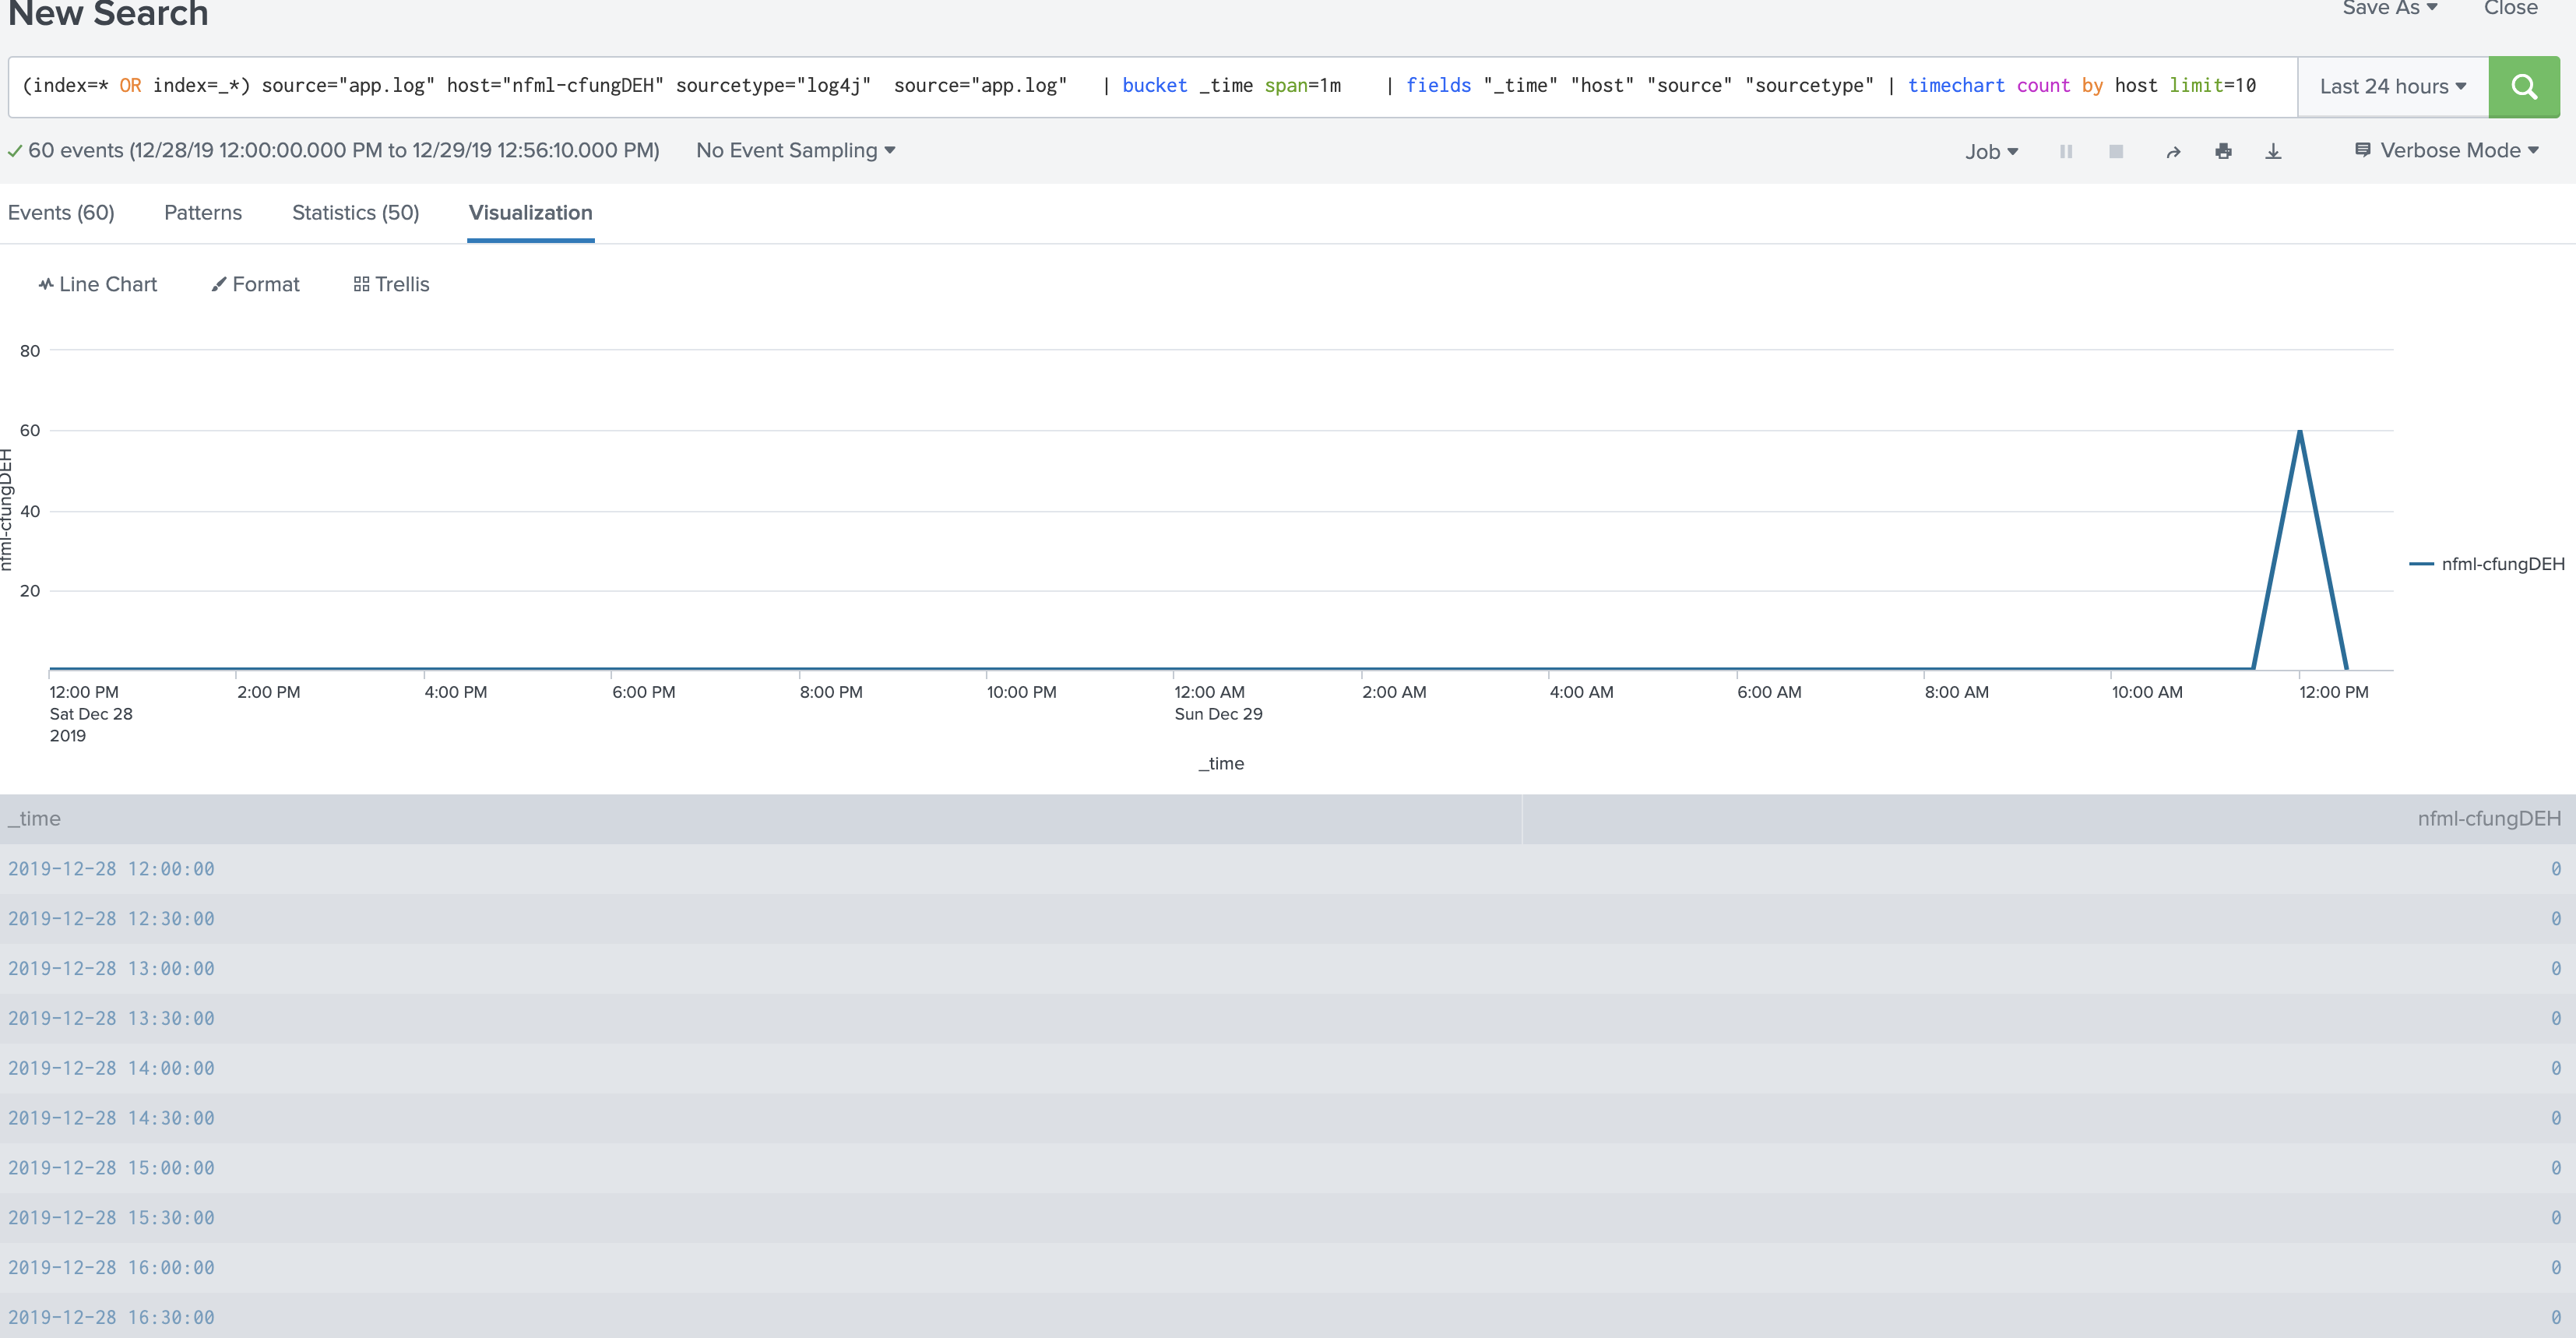 New Search
Save As Close
(index=* OR index=_*) source="app.log" host="nfml-cfungDEH" sourcetype="log4j"  source="app.log"   | bucket _time span=1m    | fields "_time" "host" "source" "sourcetype" | timechart count by host limit=10
Last 24 hours
60 events (12/28/19 12:00:00.000 PM to 12/29/19 12:56:10.000 PM)
No Event Sampling
Job
Verbose Mode
Events (60) Patterns Statistics (50) Visualization
Line Chart Format Trellis
80
60
40
20
nfml-cfungDEH
nfml-cfungDEH
12:00 PM 2:00 PM 4:00 PM 6:00 PM 8:00 PM 10:00 PM 12:00 AM 2:00 AM 4:00 AM 6:00 AM 8:00 AM 10:00 AM 12:00 PM
Sat Dec 28 Sun Dec 29
2019
_time
_time nfml-cfungDEH
2019-12-28 12:00:00 0
2019-12-28 12:30:00 0
2019-12-28 13:00:00 0
2019-12-28 13:30:00 0
2019-12-28 14:00:00 0
2019-12-28 14:30:00 0
2019-12-28 15:00:00 0
2019-12-28 15:30:00 0
2019-12-28 16:00:00 0
2019-12-28 16:30:00 0